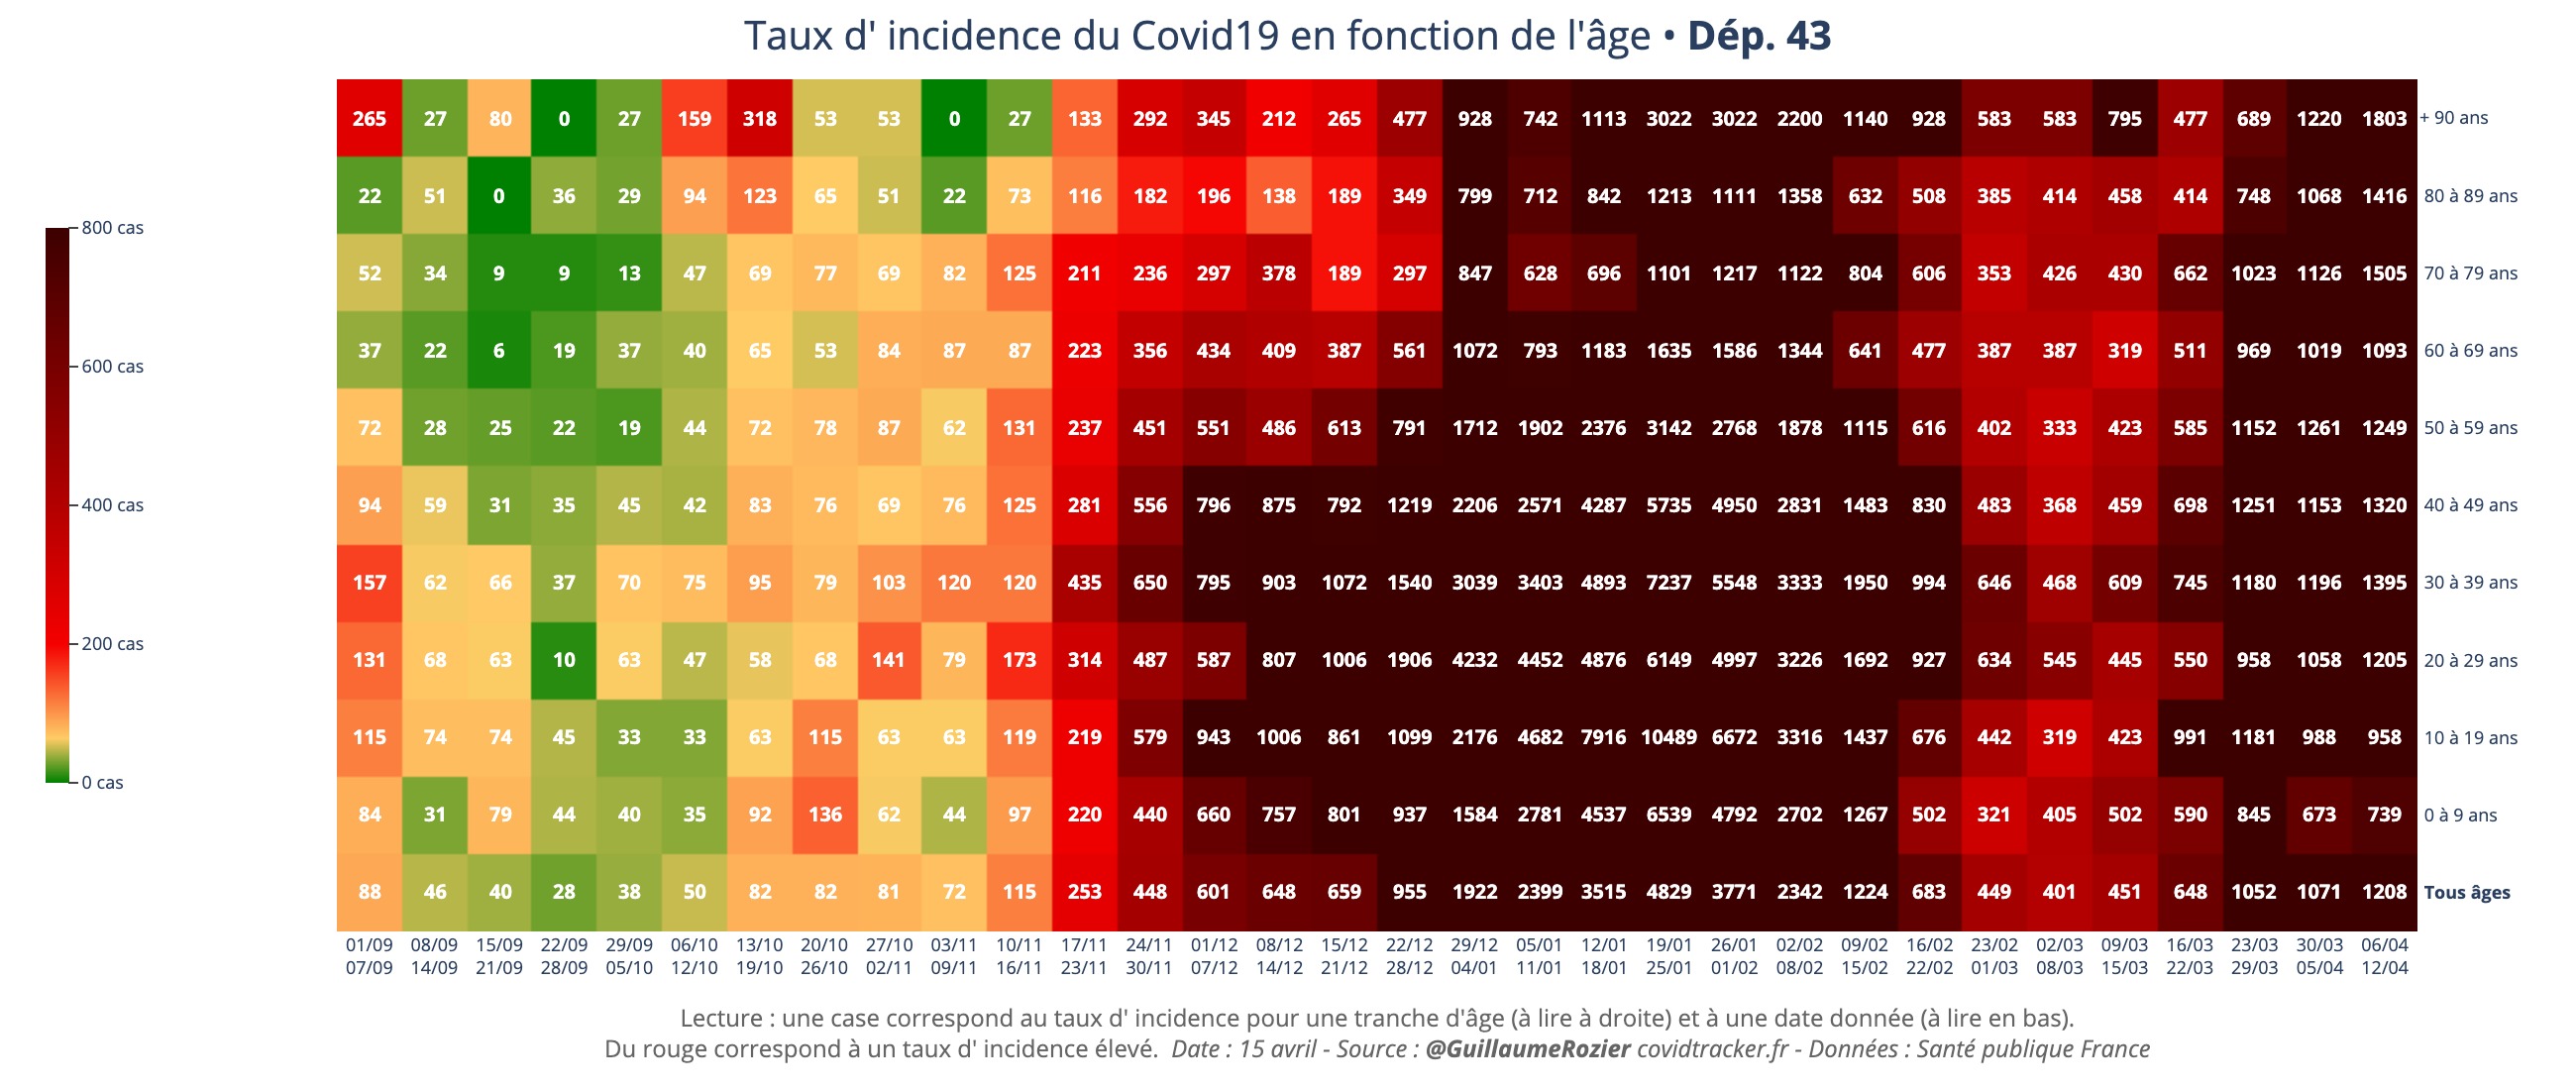 Taux d' incidence du Covid19 en fonction de l'âge • Dép. 43
265 27 80 0 27 159 318 53 53 0 27 133 292 345 212 265 477 928 742 1113 3022 3022 2200 1140 928 583 583 795 477 689 1220 1803 + 90 ans
22 51 0 36 29 94 123 65 51 22 73 116 182 196 138 189 349 799 712 842 1213 1111 1358 632 508 385 414 458 414 748 1068 1416 80 à 89 ans
52 34 9 9 13 47 69 77 69 82 125 211 236 297 378 189 297 847 628 696 1101 1217 1122 804 606 353 426 430 662 1023 1126 1505 70 à 79 ans
37 22 6 19 37 40 65 53 84 87 87 223 356 434 409 387 561 1072 793 1183 1635 1586 1344 641 477 387 387 319 511 969 1019 1093 60 à 69 ans
72 28 25 22 19 44 72 78 87 62 131 237 451 551 486 613 791 1712 1902 2376 3142 2768 1878 1115 616 402 333 423 585 1152 1261 1249 50 à 59 ans
94 59 31 35 45 42 83 76 69 76 125 281 556 796 875 792 1219 2206 2571 4287 5735 4950 2831 1483 830 483 368 459 698 1251 1153 1320 40 à 49 ans
157 62 66 37 70 75 95 79 103 120 120 435 650 795 903 1072 1540 3039 3403 4893 7237 5548 3333 1950 994 646 468 609 745 1180 1196 1395 30 à 39 ans
131 68 63 10 63 47 58 68 141 79 173 314 487 587 807 1006 1906 4232 4452 4876 6149 4997 3226 1692 927 634 545 445 550 958 1058 1205 20 à 29 ans
115 74 74 45 33 33 63 115 63 63 119 219 579 943 1006 861 1099 2176 4682 7916 10489 6672 3316 1437 676 442 319 423 991 1181 988 958 10 à 19 ans
84 31 79 44 40 35 92 136 62 44 97 220 440 660 757 801 937 1584 2781 4537 6539 4792 2702 1267 502 321 405 502 590 845 673 739 0 à 9 ans
88 46 40 28 38 50 82 82 81 72 115 253 448 601 648 659 955 1922 2399 3515 4829 3771 2342 1224 683 449 401 451 648 1052 1071 1208 Tous âges
01/09 08/09 15/09 22/09 29/09 06/10 13/10 20/10 27/10 03/11 10/11 17/11 24/11 01/12 08/12 15/12 22/12 29/12 05/01 12/01 19/01 26/01 02/02 09/02 16/02 23/02 02/03 09/03 16/03 23/03 30/03 06/04
07/09 14/09 21/09 28/09 05/10 12/10 19/10 26/10 02/11 09/11 16/11 23/11 30/11 07/12 14/12 21/12 28/12 04/01 11/01 18/01 25/01 01/02 08/02 15/02 22/02 01/03 08/03 15/03 22/03 29/03 05/04 12/04
800 cas
600 cas
400 cas
200 cas
0 cas
Lecture : une case correspond au taux d' incidence pour une tranche d'âge (à lire à droite) et à une date donnée (à lire en bas).
Du rouge correspond à un taux d' incidence élevé. Date : 15 avril - Source : @GuillaumeRozier covidtracker.fr - Données : Santé publique France